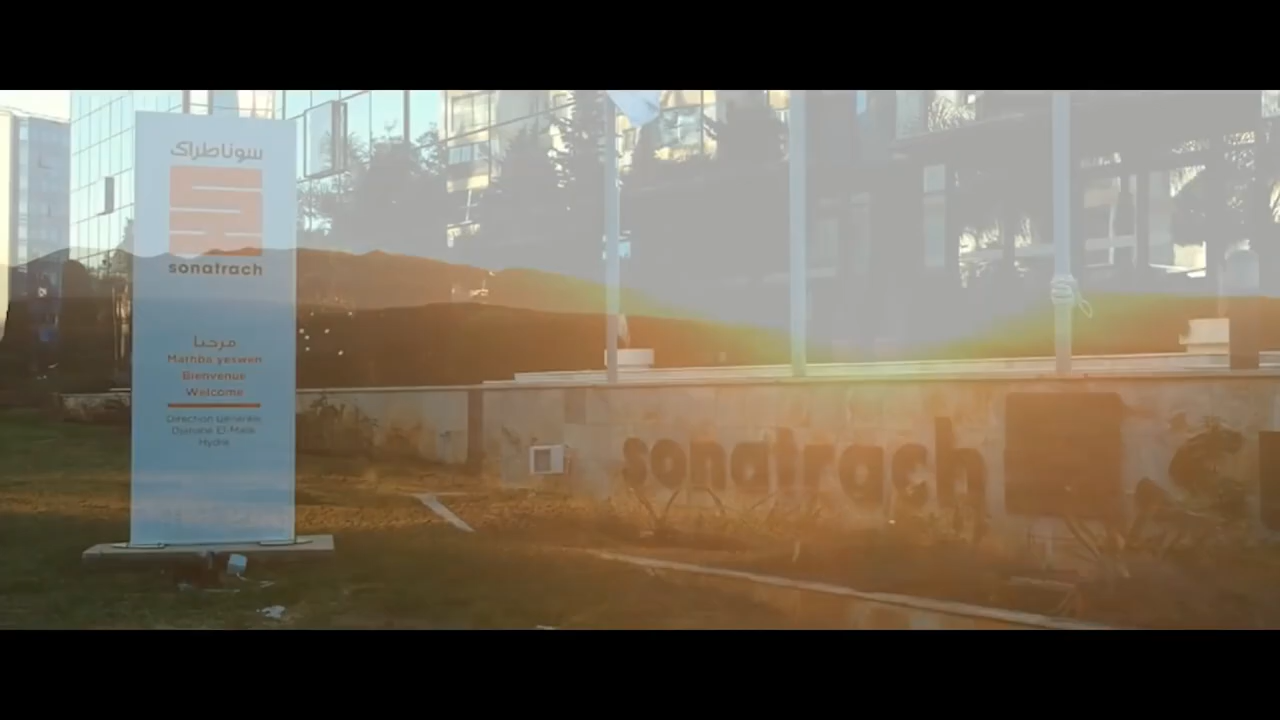 سوناطراك
sonatrach
مرحبا
Marhba yeswen
Bienvenue
Welcome
Direction Générale
Djenane El-Malik
Hydra
sonatrach